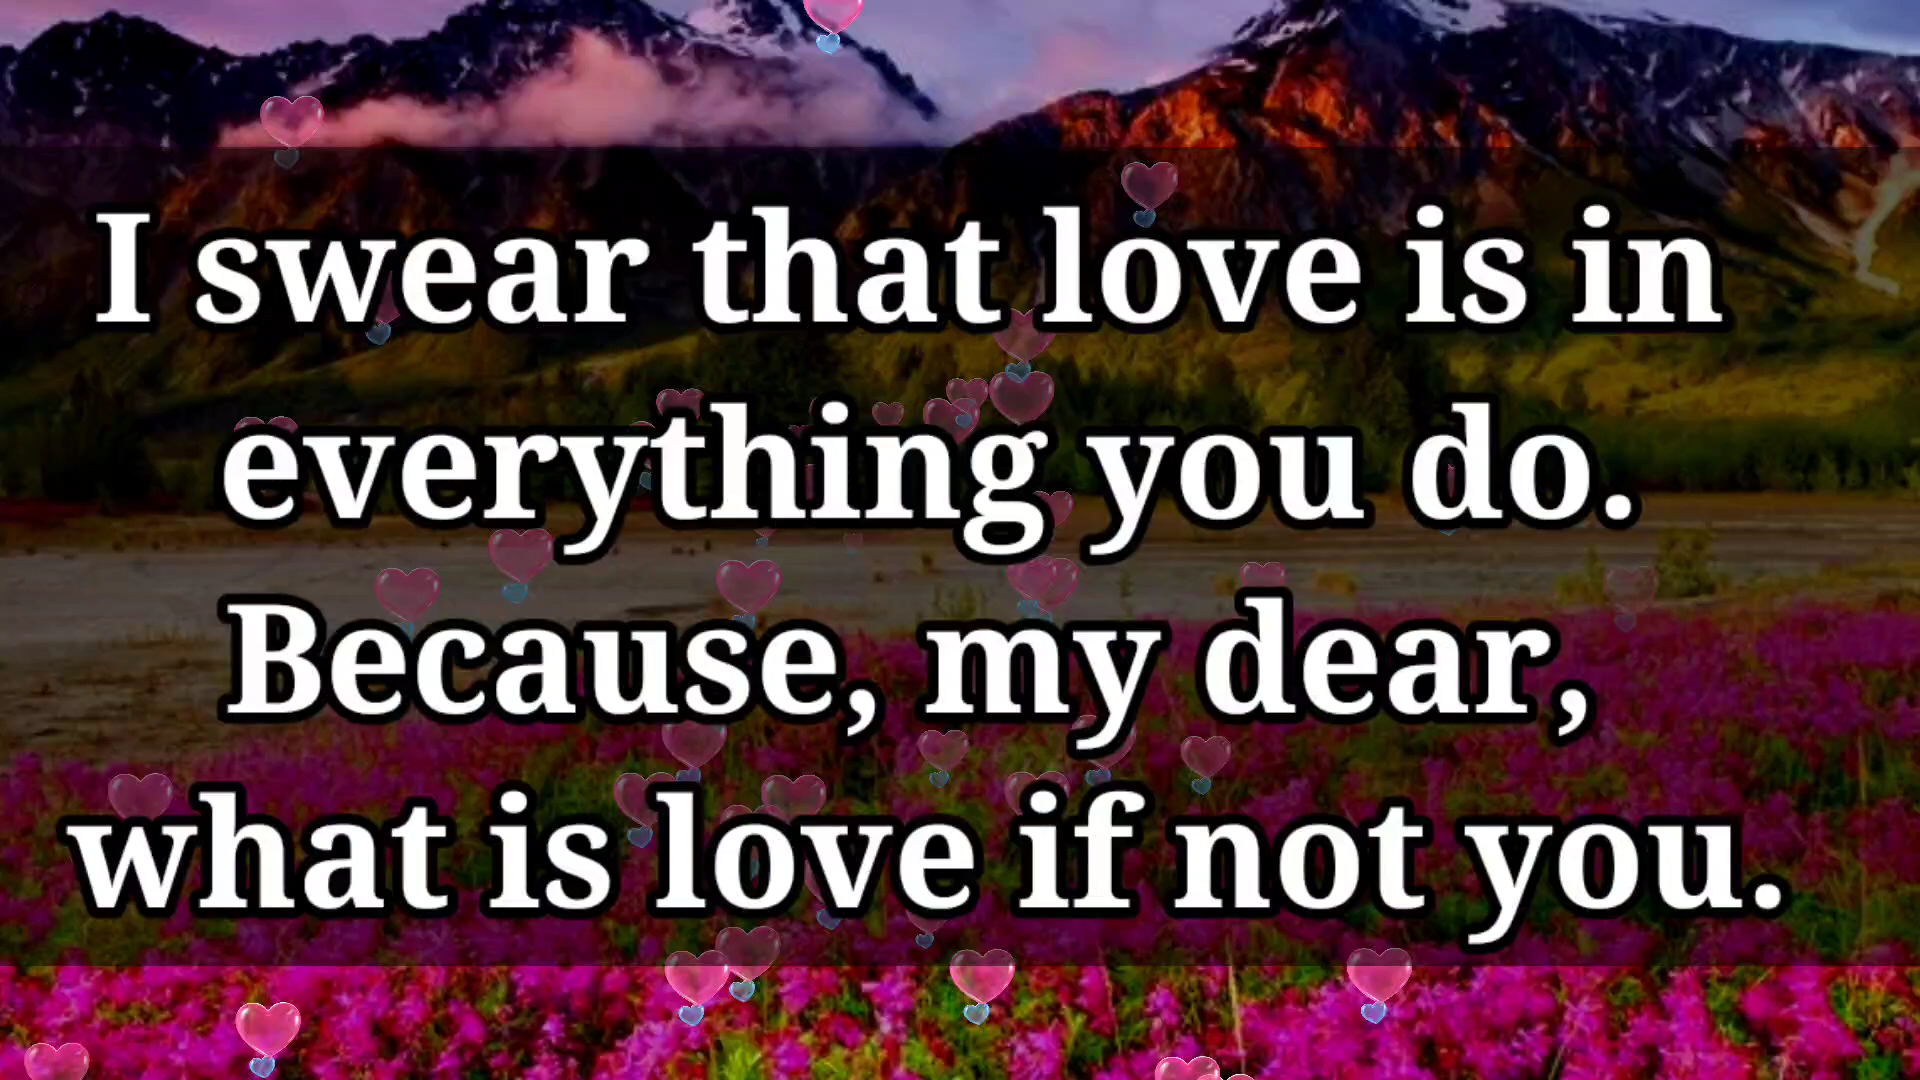 I swear that love is in
everything you do.
Because, my dear,
what is love if not you.